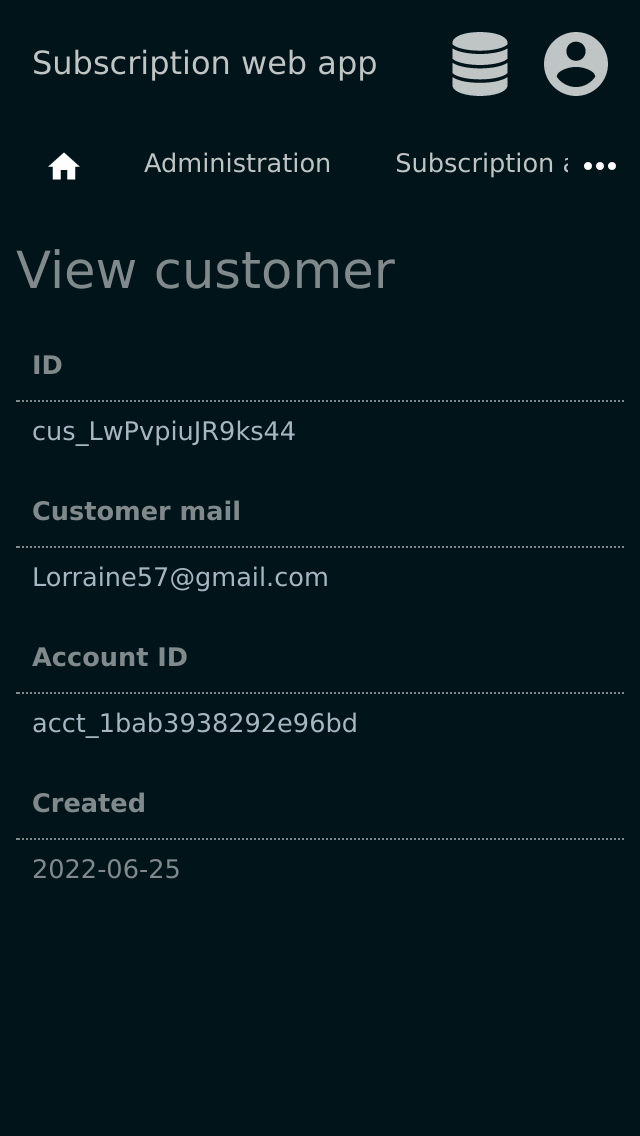 Subscription web app
Administration
Subscription
View customer
ID
cus_LwPvpiuJR9ks44
Customer mail
Lorraine57@gmail.com
Account ID
acct_1bab3938292e96bd
Created
2022-06-25